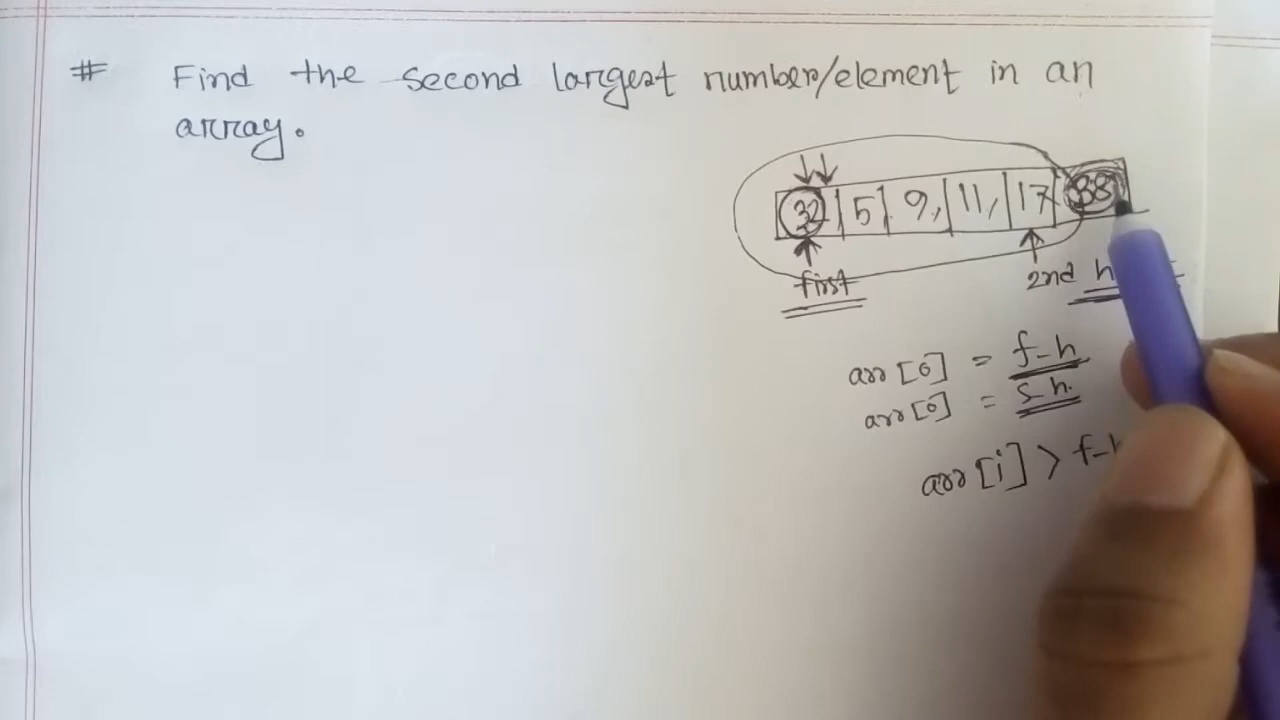 # Find the second largest number/element in an
array.
32 5 9, 11, 17 38
first 2nd h
arr[0] = f-h
arr[0] = s-h.
arr[i] > f-h